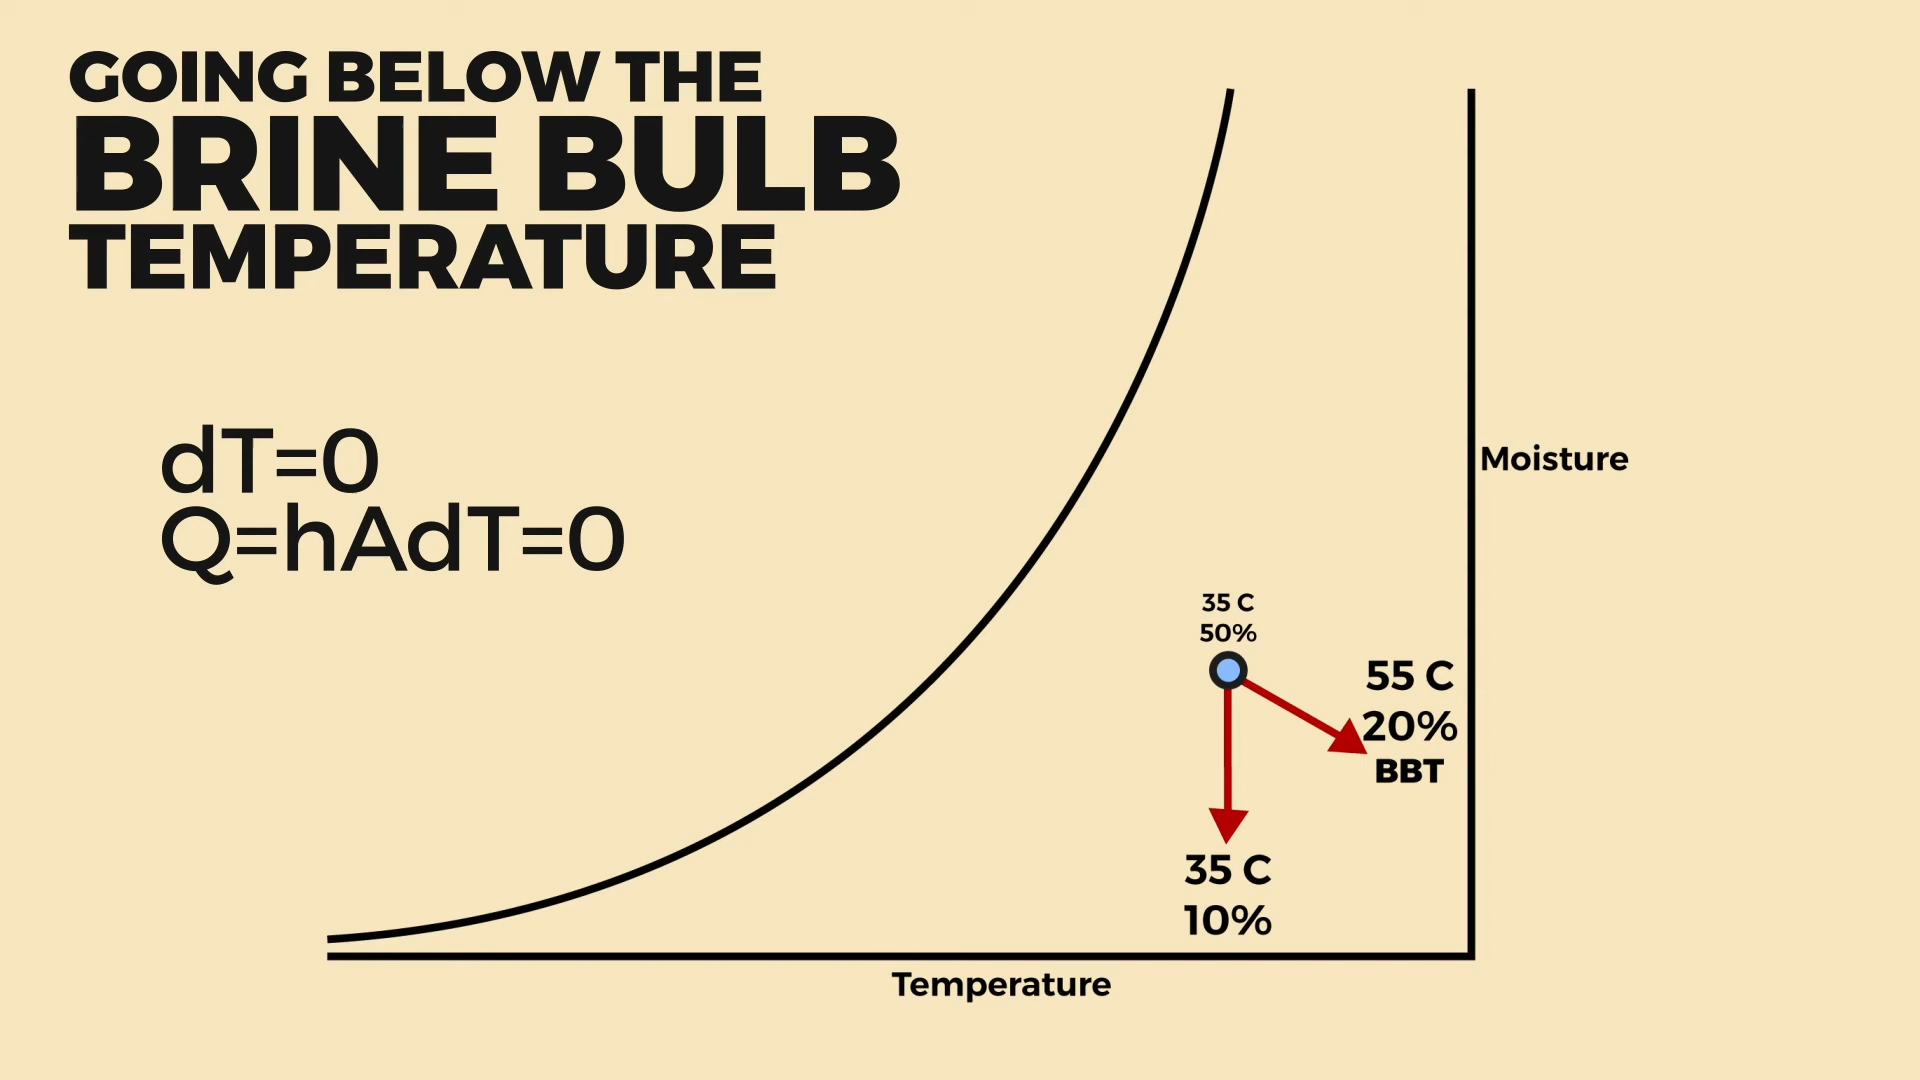 GOING BELOW THE
BRINE BULB
TEMPERATURE
dT=0
Q=hAdT=0
Moisture
35 C
50%
55 C
20%
BBT
35 C
10%
Temperature